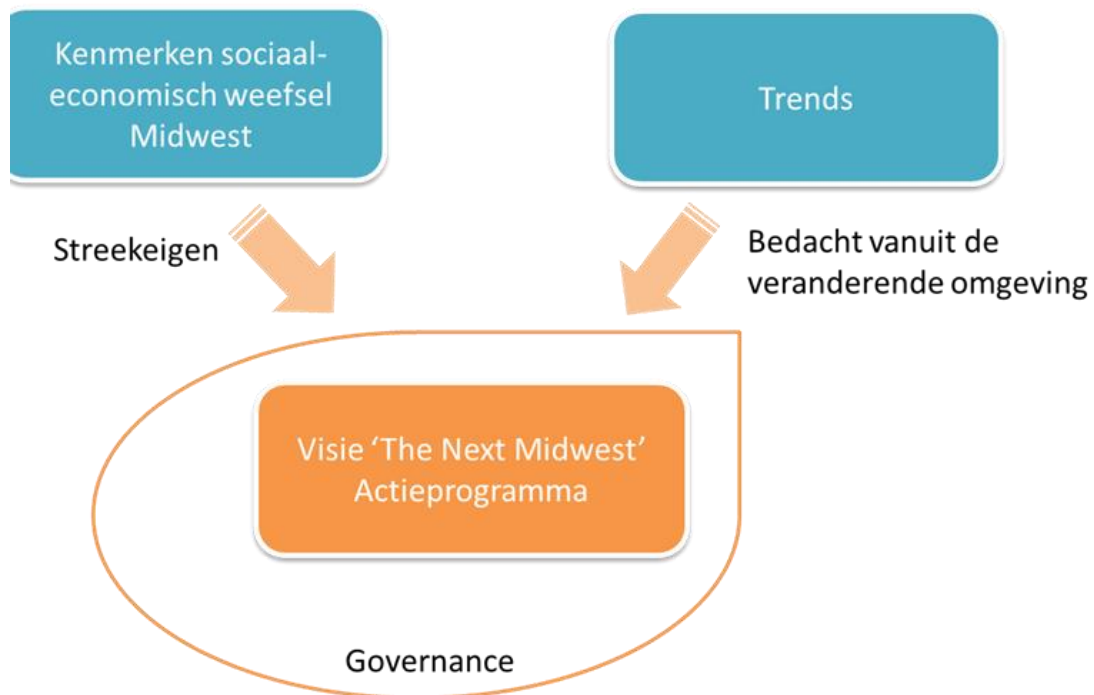 Kenmerken sociaal-
economisch weefsel
Midwest
Trends
Streekeigen
Bedacht vanuit de
veranderende omgeving
Visie ‘The Next Midwest’
Actieprogramma
Governance